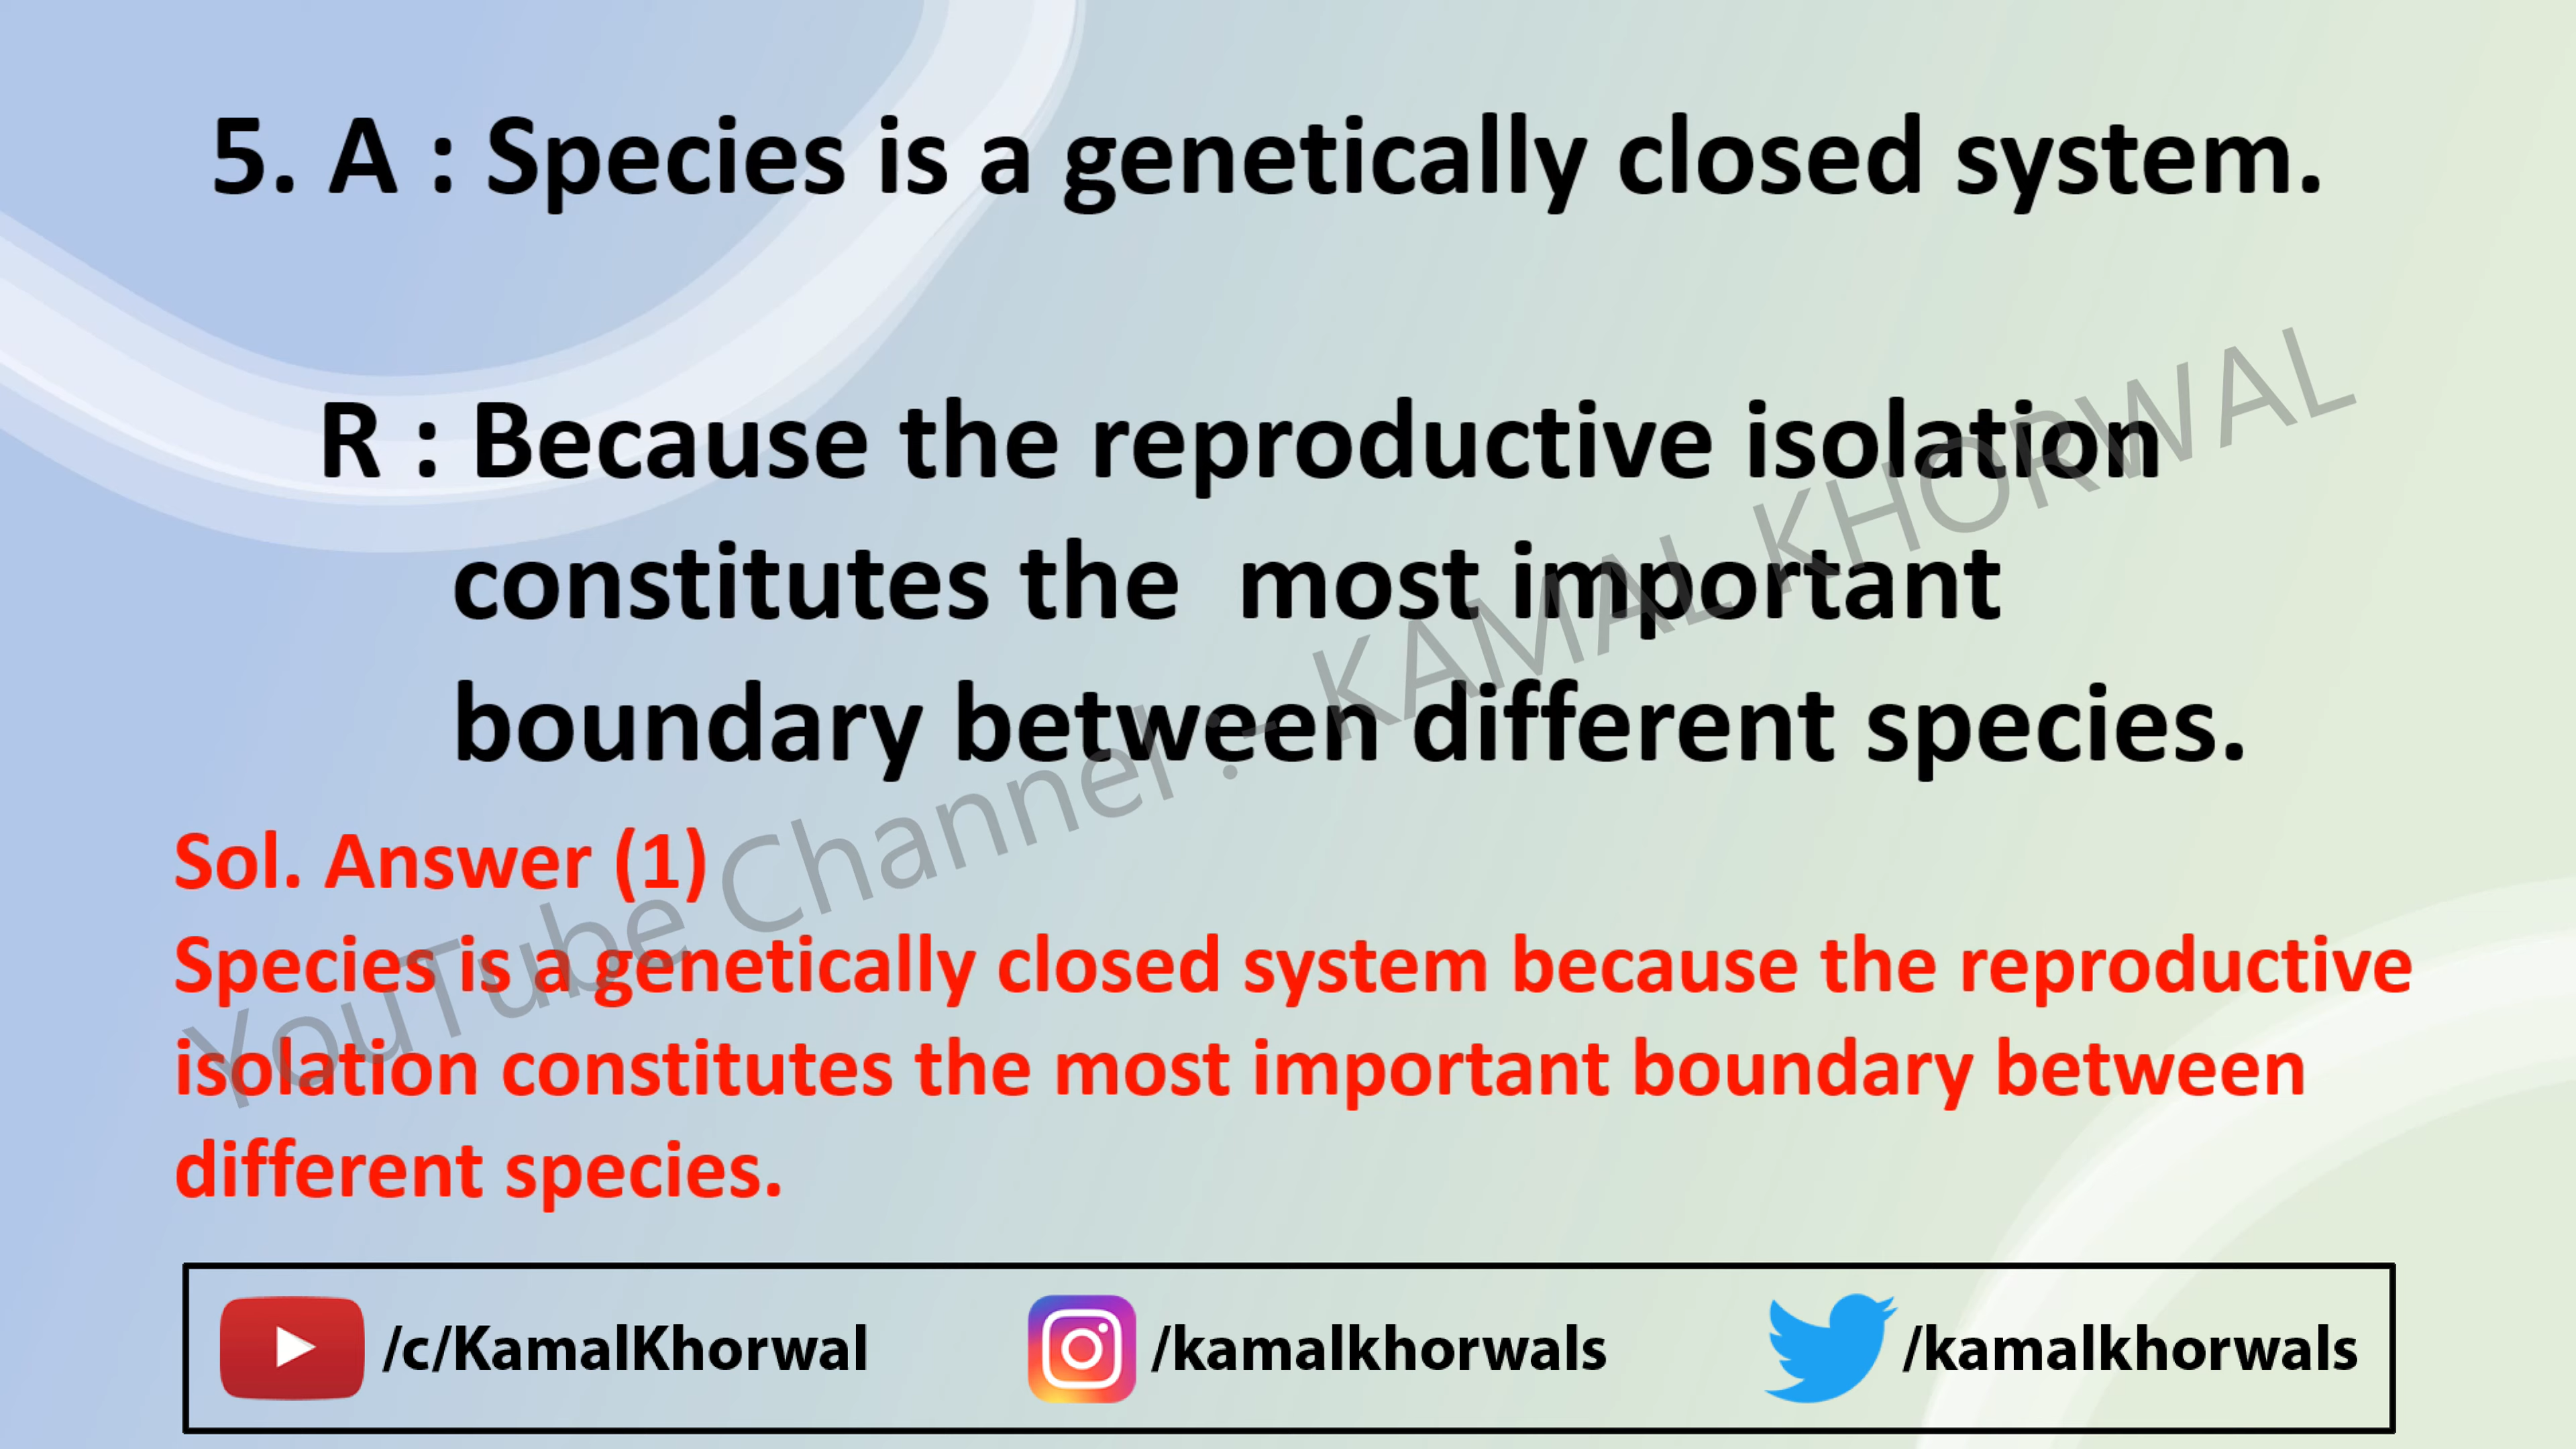 5. A : Species is a genetically closed system.
R : Because the reproductive isolation
constitutes the most important
boundary between different species.
Sol. Answer (1)
Species is a genetically closed system because the reproductive
isolation constitutes the most important boundary between
different species.
YouTube Channel :- KAMAL KHORWAL
/c/KamalKhorwal /kamalkhorwals /kamalkhorwals